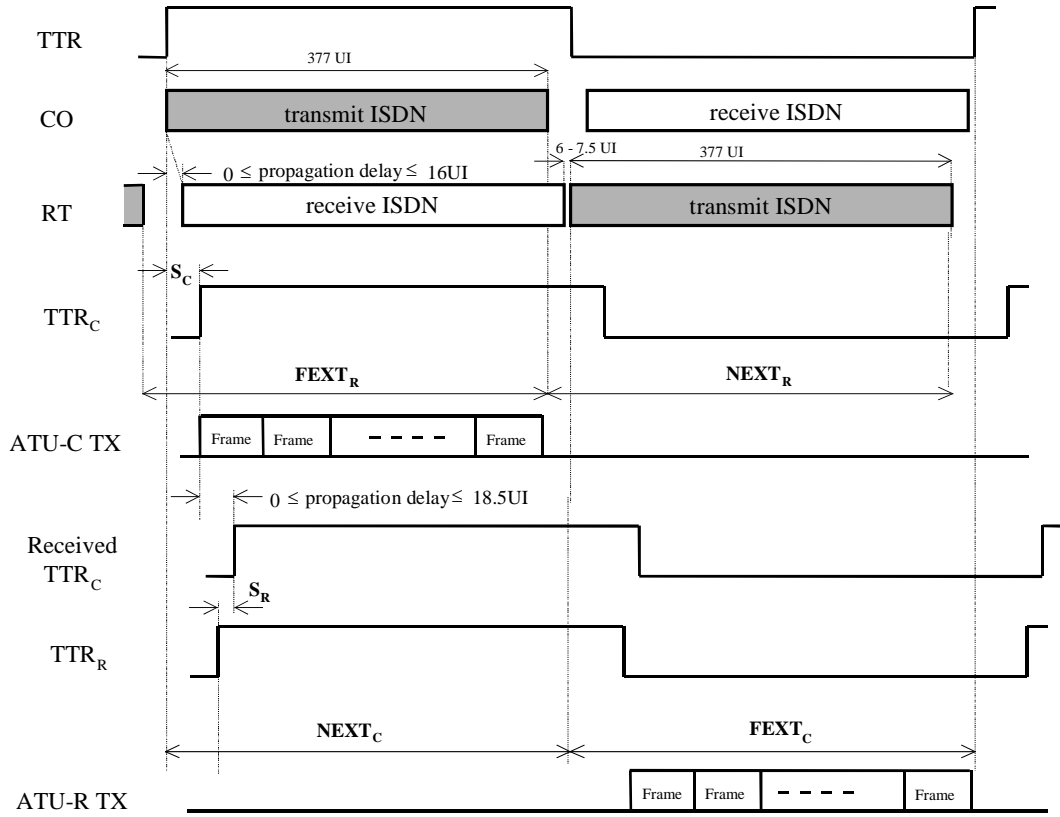 TTR
377 UI
CO
transmit ISDN
receive ISDN
6 - 7.5 UI
377 UI
0 ≤ propagation delay ≤ 16UI
RT
receive ISDN
transmit ISDN
S_C
TTR_C
FEXT_R
NEXT_R
ATU-C TX
Frame Frame Frame
0 ≤ propagation delay ≤ 18.5UI
Received
TTR_C
S_R
TTR_R
NEXT_C
FEXT_C
ATU-R TX
Frame Frame Frame